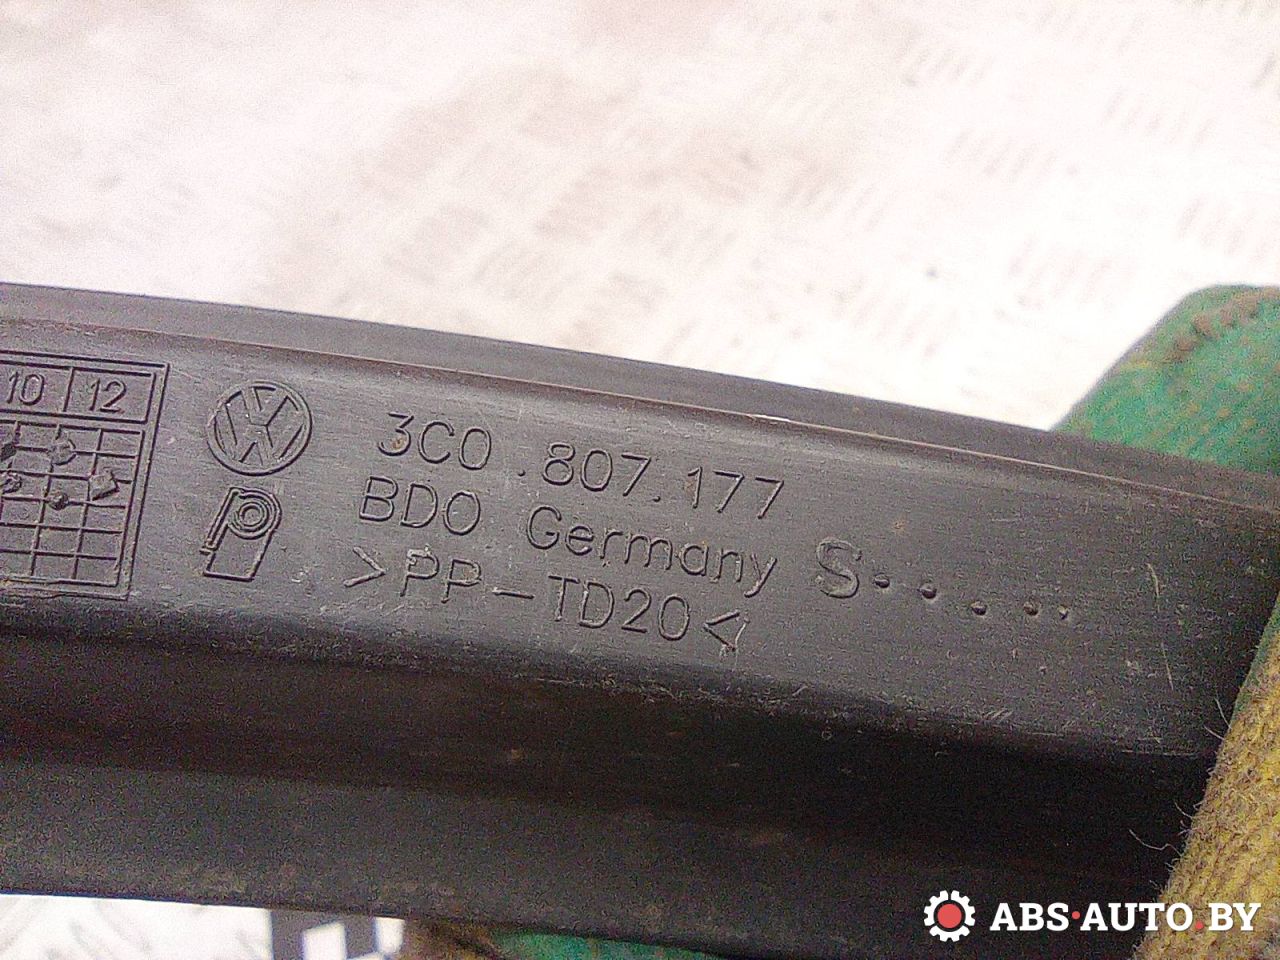 10 12
3C0.807.177
BDO Germany S
>PP-TD20<
ABS·AUTO.BY